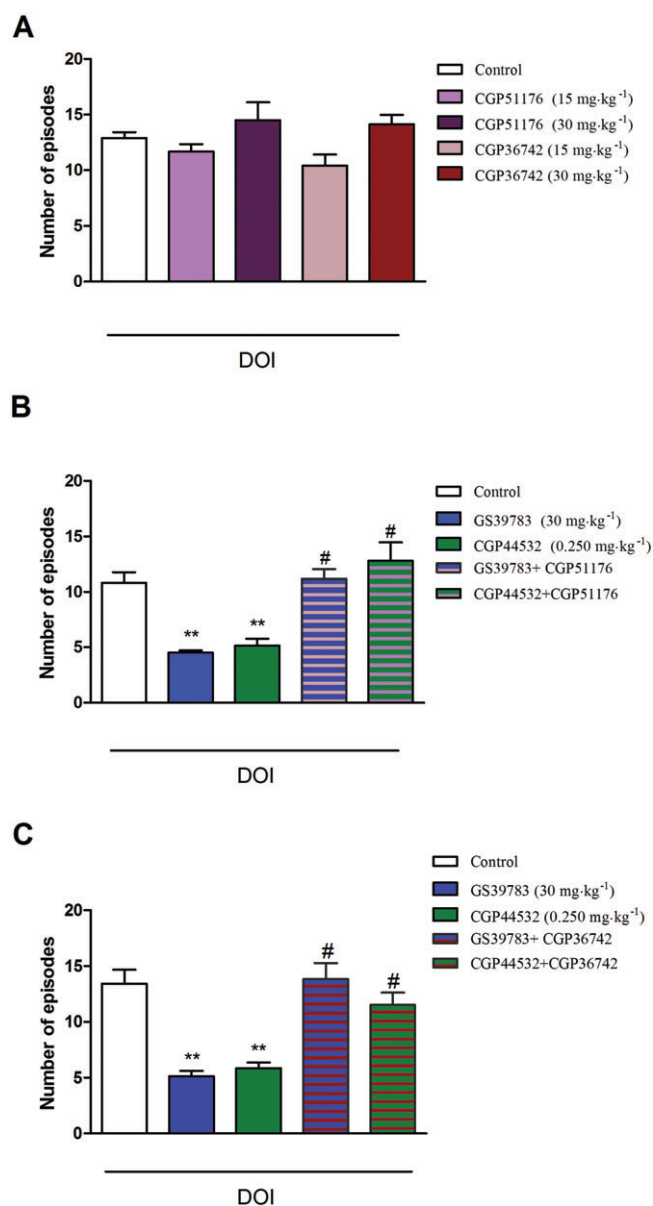 A
Number of episodes
20
15
10
5
0
Control
CGP51176 (15 mg·kg⁻¹)
CGP51176 (30 mg·kg⁻¹)
CGP36742 (15 mg·kg⁻¹)
CGP36742 (30 mg·kg⁻¹)
DOI
B
Number of episodes
20
15
10
5
0
** ** # #
Control
GS39783 (30 mg·kg⁻¹)
CGP44532 (0.250 mg·kg⁻¹)
GS39783+ CGP51176
CGP44532+CGP51176
DOI
C
Number of episodes
20
15
10
5
0
** ** # #
Control
GS39783 (30 mg·kg⁻¹)
CGP44532 (0.250 mg·kg⁻¹)
GS39783+ CGP36742
CGP44532+CGP36742
DOI